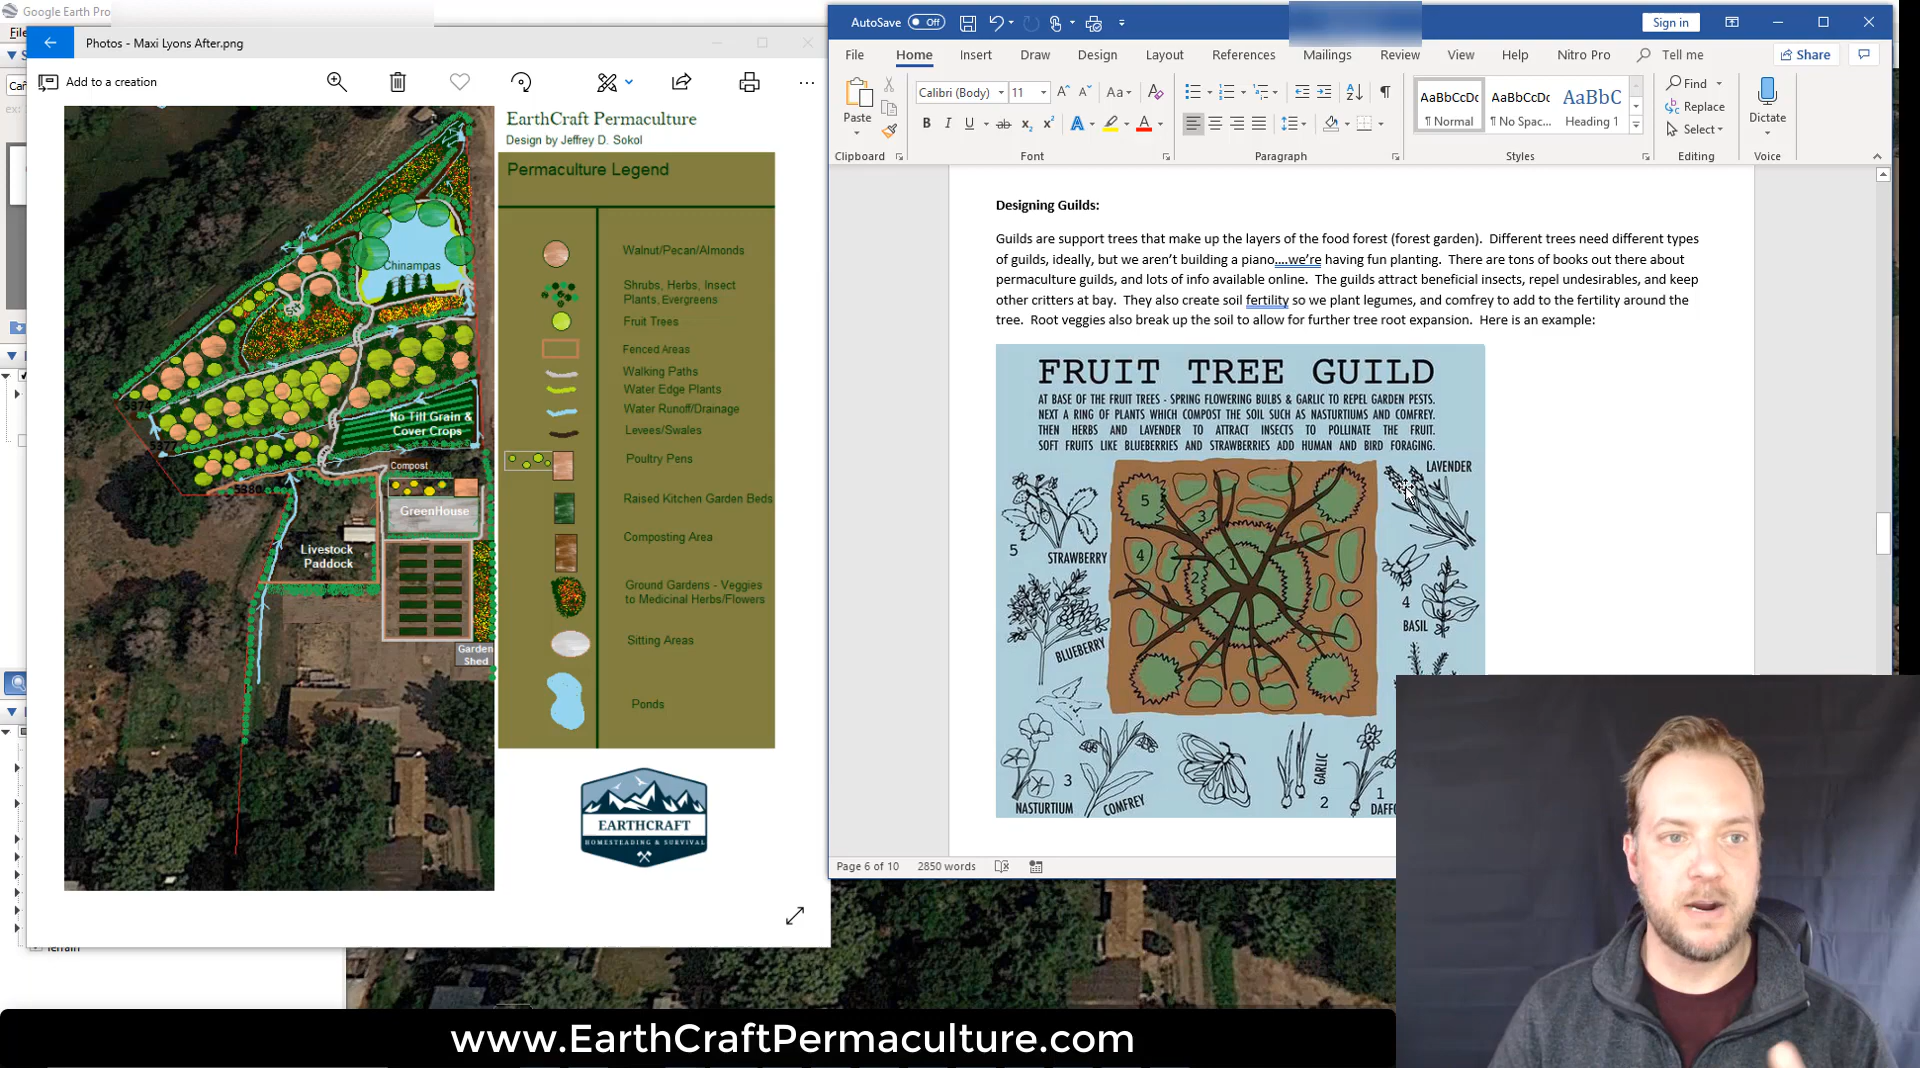 Google Earth Pro
File
Photos - Maxi Lyons After.png
Add to a creation
EarthCraft Permaculture
Design by Jeffrey D. Sokol
Permaculture Legend
Walnut/Pecan/Almonds
Shrubs, Herbs, Insect
Plants, Evergreens
Fruit Trees
Fenced Areas
Walking Paths
Water Edge Plants
Water Runoff/Drainage
Levees/Swales
Poultry Pens
Raised Kitchen Garden Beds
Composting Area
Ground Gardens - Veggies
to Medicinal Herbs/Flowers
Sitting Areas
Ponds
Chinampas
No Till Grain &
Cover Crops
5374
5380
Compost
GreenHouse
Livestock
Paddock
Garden
Shed
EARTHCRAFT
HOMESTEADING & SURVIVAL
AutoSave Off
Sign in
File Home Insert Draw Design Layout References Mailings Review View Help Nitro Pro Tell me Share
Paste
Calibri (Body) 11
AaBbCcDc AaBbCcDc AaBbC
¶ Normal ¶ No Spac... Heading 1
Find
Replace
Select
Dictate
Clipboard Font Paragraph Styles Editing Voice
Designing Guilds:
Guilds are support trees that make up the layers of the food forest (forest garden). Different trees need different types
of guilds, ideally, but we aren't building a piano....we're having fun planting. There are tons of books out there about
permaculture guilds, and lots of info available online. The guilds attract beneficial insects, repel undesirables, and keep
other critters at bay. They also create soil fertility so we plant legumes, and comfrey to add to the fertility around the
tree. Root veggies also break up the soil to allow for further tree root expansion. Here is an example:
FRUIT TREE GUILD
AT BASE OF THE FRUIT TREES - SPRING FLOWERING BULBS & GARLIC TO REPEL GARDEN PESTS.
NEXT A RING OF PLANTS WHICH COMPOST THE SOIL SUCH AS NASTURTIUMS AND COMFREY.
THEN HERBS AND LAVENDER TO ATTRACT INSECTS TO POLLINATE THE FRUIT.
SOFT FRUITS LIKE BLUEBERRIES AND STRAWBERRIES ADD HUMAN AND BIRD FORAGING.
LAVENDER
5
3
4
1
2
5
STRAWBERRY
4
BASIL
BLUEBERRY
3
NASTURTIUM
COMFREY
GARLIC
2
1
DAFFO
Page 6 of 10 2850 words
Terrain
www.EarthCraftPermaculture.com